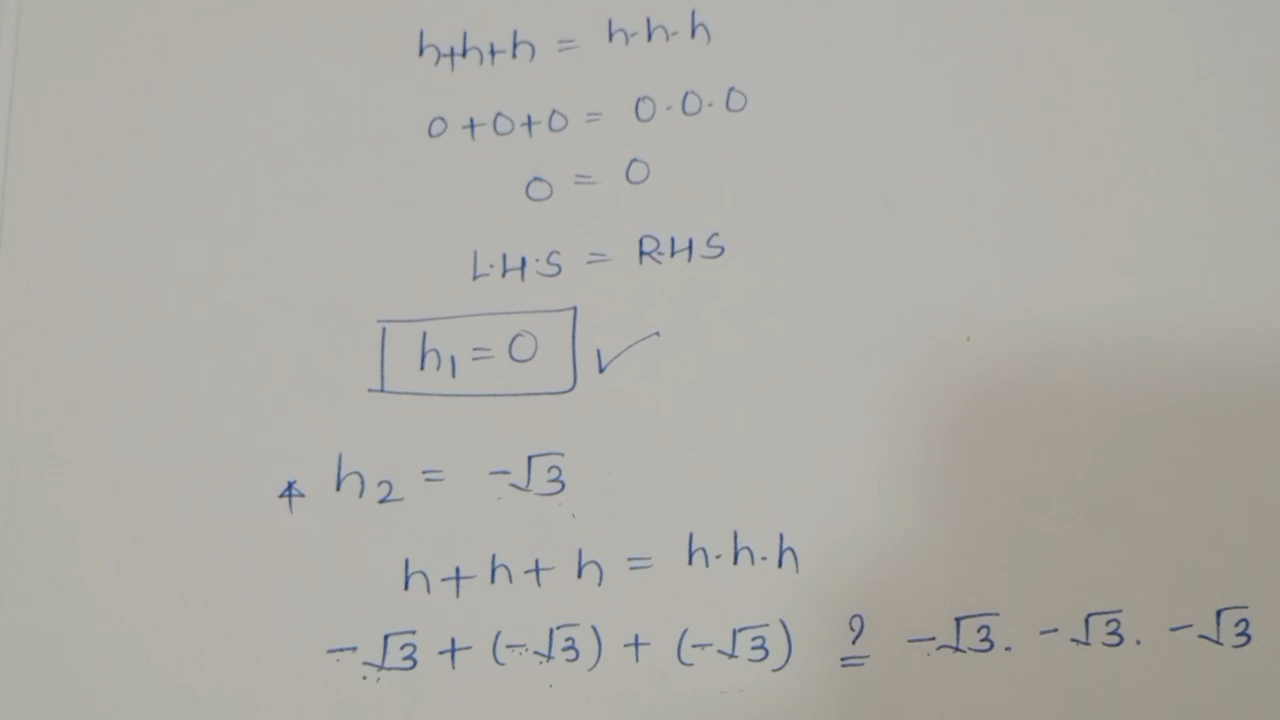 h+h+h = h·h·h
0+0+0 = 0·0·0
0 = 0
L·H·S = R·H·S
h₁ = 0 ✓
* h₂ = -√3
h+h+h = h·h·h
-√3 + (-√3) + (-√3) ≟ -√3. -√3. -√3